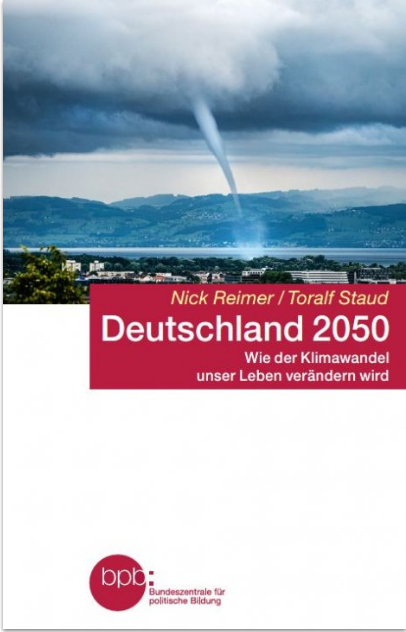 Nick Reimer / Toralf Staud
Deutschland 2050
Wie der Klimawandel
unser Leben verändern wird
bpb:
Bundeszentrale für
politische Bildung